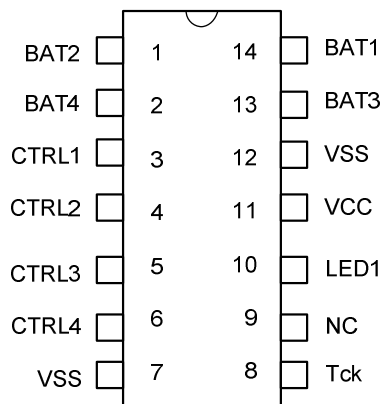 BAT2 1 14 BAT1
BAT4 2 13 BAT3
CTRL1 3 12 VSS
CTRL2 4 11 VCC
CTRL3 5 10 LED1
CTRL4 6 9 NC
VSS 7 8 Tck